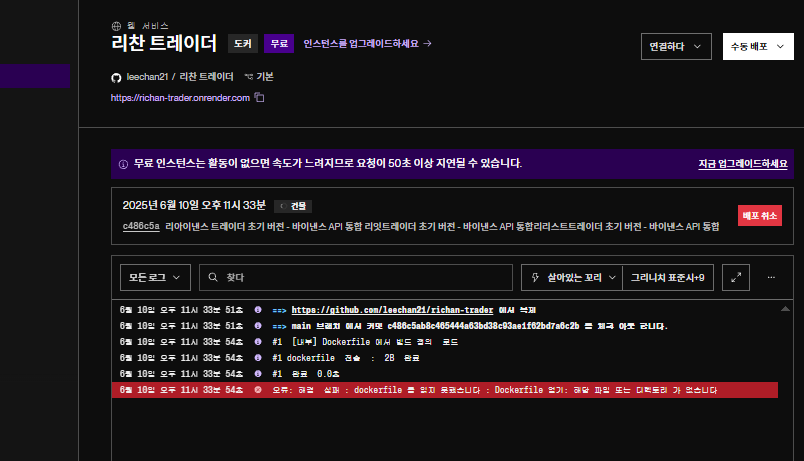 웹 서비스
리찬 트레이더 도커 무료 인스턴스를 업그레이드하세요 →
연결하다
수동 배포
leechan21 / 리찬 트레이더 기본
https://richan-trader.onrender.com
무료 인스턴스는 활동이 없으면 속도가 느려지므로 요청이 50초 이상 지연될 수 있습니다. 지금 업그레이드하세요
2025년 6월 10일 오후 11시 33분 건물
배포 취소
c486c5a 리아이낸스 트레이더 초기 버전 - 바이낸스 API 통합 리잇트레이더 초기 버전 - 바이낸스 API 통합리리스트트레이더 초기 버전 - 바이낸스 API 통합
모든 로그 찾다 살아있는 꼬리 그리니치 표준시+9 ...
6월 10일 오후 11시 33분 51초 ==> https://github.com/leechan21/richan-trader 에서 복제
6월 10일 오후 11시 33분 51초 ==> main 브랜치 에서 커밋 c486c5ab8c465444a63bd38c93ae1f62bd7a6c2b 를 체크 아웃 합니다.
6월 10일 오후 11시 33분 54초 #1 [내부] Dockerfile 에서 빌드 정의 로드
6월 10일 오후 11시 33분 54초 #1 dockerfile 전송 : 2B 완료
6월 10일 오후 11시 33분 54초 #1 완료 0.0초
6월 10일 오후 11시 33분 54초 오류: 해결 실패 : dockerfile 을 읽지 못했습니다 : Dockerfile 열기: 해당 파일 또는 디렉토리 가 없습니다